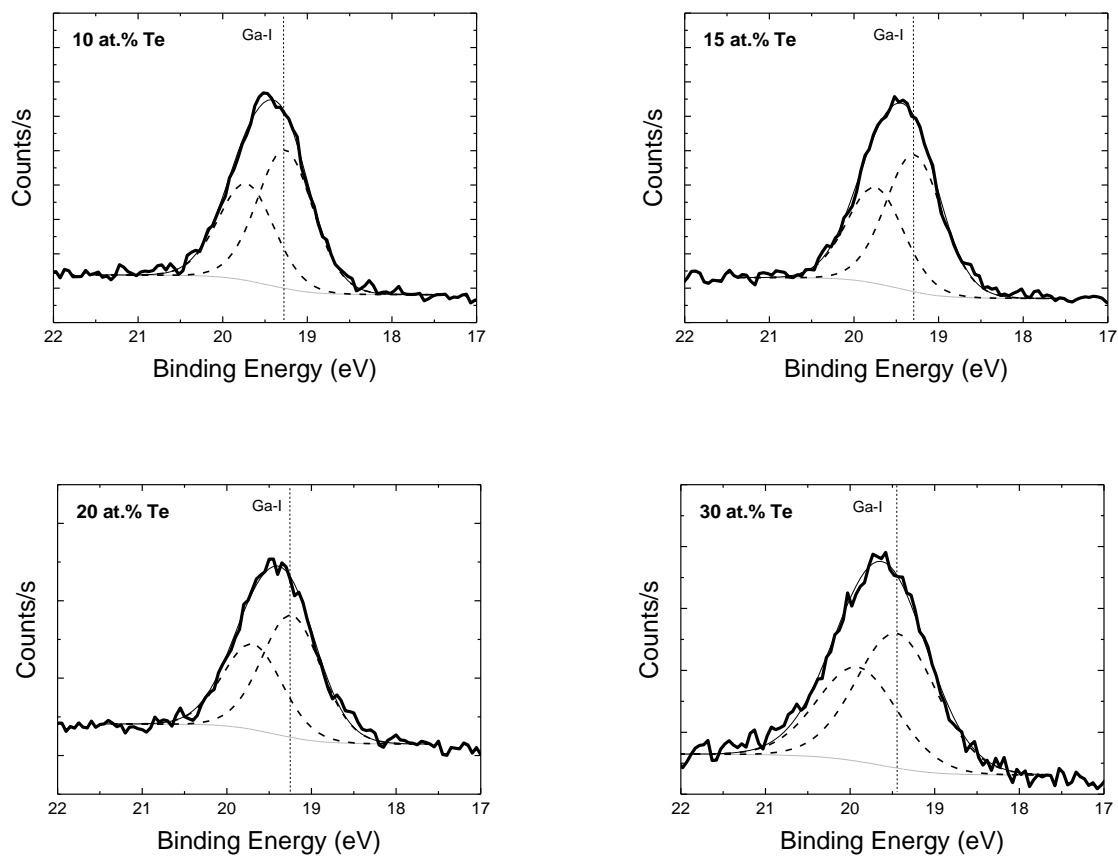 10 at.% Te
Ga-I
Counts/s
22 21 20 19 18 17
Binding Energy (eV)
15 at.% Te
Ga-I
Counts/s
22 21 20 19 18 17
Binding Energy (eV)
20 at.% Te
Ga-I
Counts/s
22 21 20 19 18 17
Binding Energy (eV)
30 at.% Te
Ga-I
Counts/s
22 21 20 19 18 17
Binding Energy (eV)